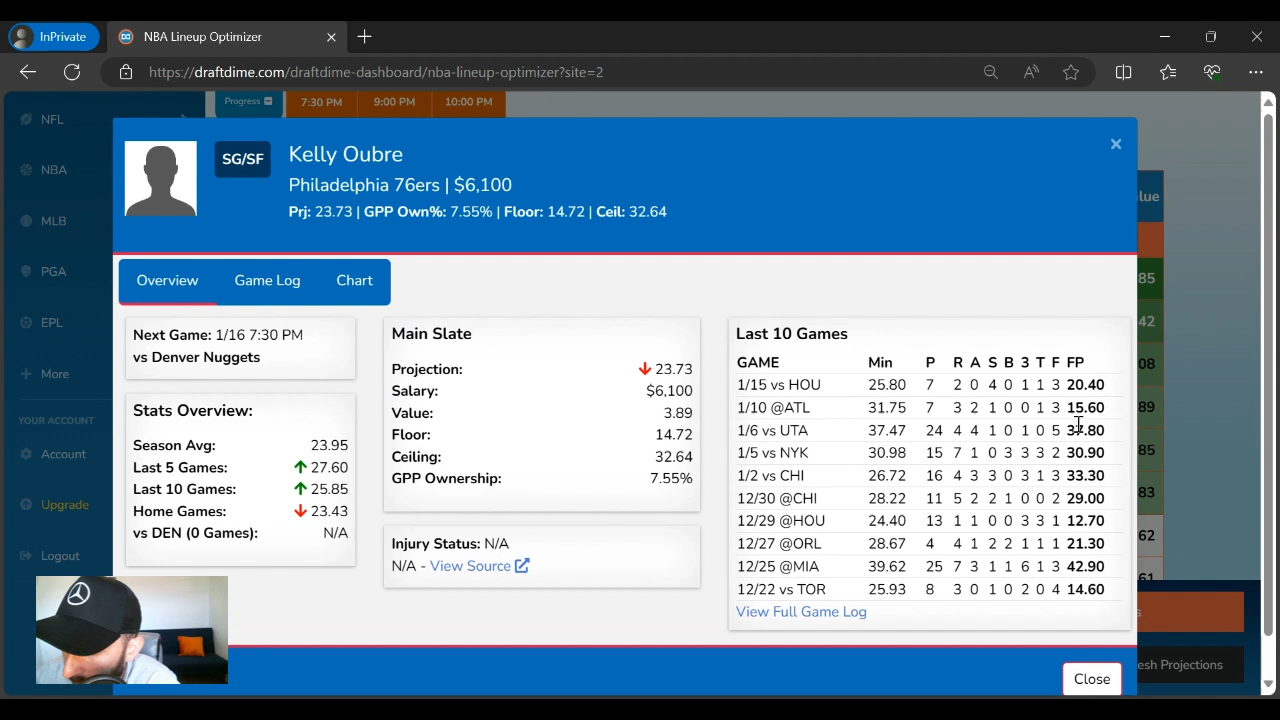 InPrivate
NBA Lineup Optimizer
https://draftdime.com/draftdime-dashboard/nba-lineup-optimizer?site=2
Progress
7:30 PM
9:00 PM
10:00 PM
NFL
NBA
MLB
PGA
EPL
More
YOUR ACCOUNT
Account
Upgrade
Logout
SG/SF
Kelly Oubre
Philadelphia 76ers | $6,100
Prj: 23.73 | GPP Own%: 7.55% | Floor: 14.72 | Ceil: 32.64
Overview
Game Log
Chart
Next Game: 1/16 7:30 PM
vs Denver Nuggets
Stats Overview:
Season Avg: 23.95
Last 5 Games: 27.60
Last 10 Games: 25.85
Home Games: 23.43
vs DEN (0 Games): N/A
Main Slate
Projection: 23.73
Salary: $6,100
Value: 3.89
Floor: 14.72
Ceiling: 32.64
GPP Ownership: 7.55%
Injury Status: N/A
N/A - View Source
Last 10 Games
GAME Min P R A S B 3 T F FP
1/15 vs HOU 25.80 7 2 0 4 0 1 1 3 20.40
1/10 @ATL 31.75 7 3 2 1 0 0 1 3 15.60
1/6 vs UTA 37.47 24 4 4 1 0 1 0 5 37.80
1/5 vs NYK 30.98 15 7 1 0 3 3 3 2 30.90
1/2 vs CHI 26.72 16 4 3 3 0 3 1 3 33.30
12/30 @CHI 28.22 11 5 2 2 1 0 0 2 29.00
12/29 @HOU 24.40 13 1 1 0 0 3 3 1 12.70
12/27 @ORL 28.67 4 4 1 2 2 1 1 1 21.30
12/25 @MIA 39.62 25 7 3 1 1 6 1 3 42.90
12/22 vs TOR 25.93 8 3 0 1 0 2 0 4 14.60
View Full Game Log
Close
lue
85
42
08
89
85
83
62
61
s
esh Projections